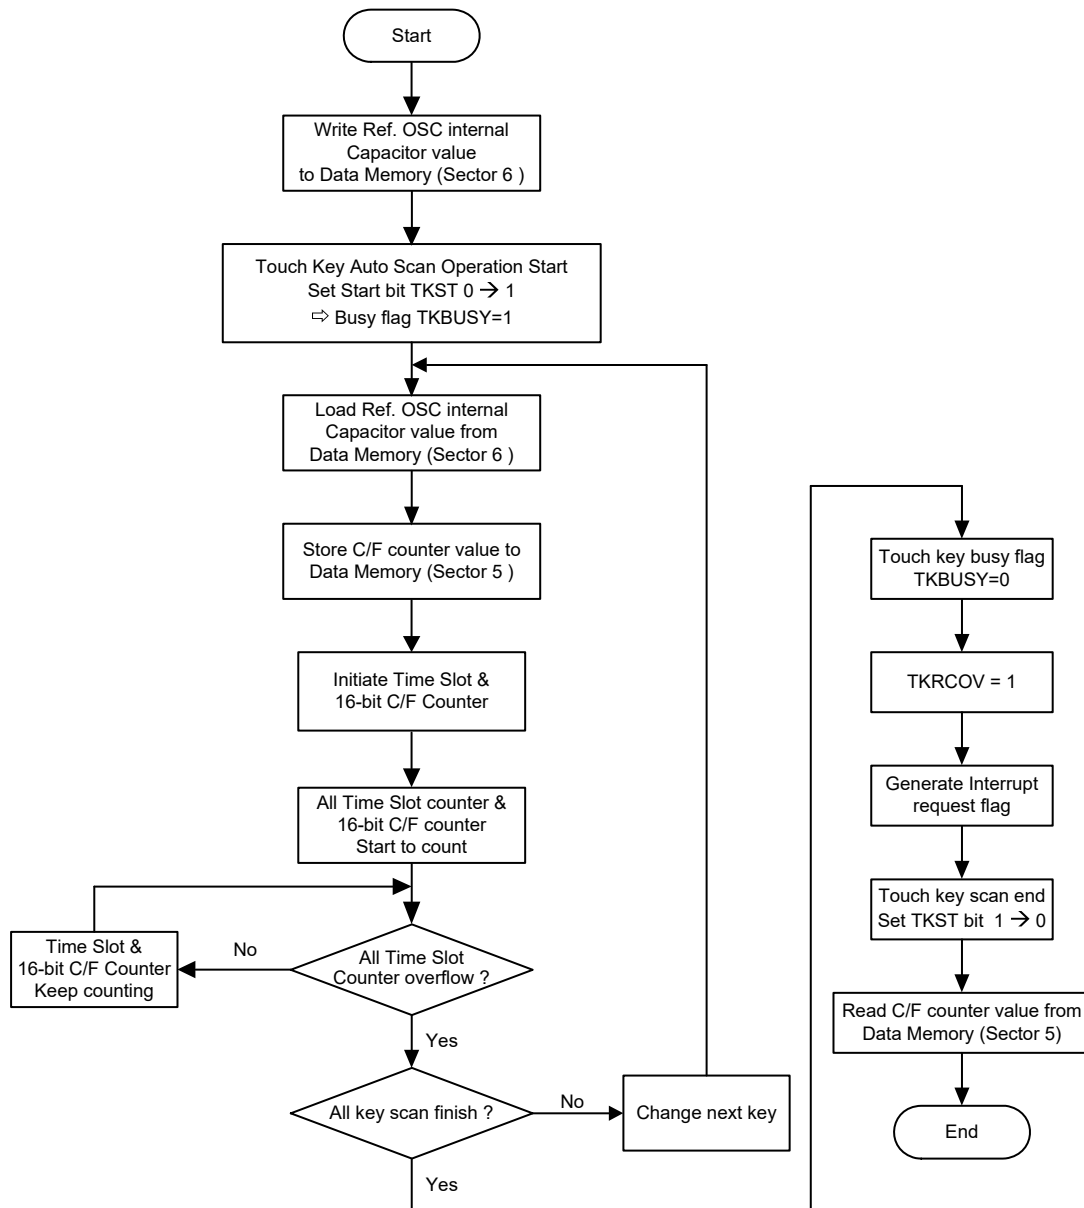 Start
Write Ref. OSC internal
Capacitor value
to Data Memory (Sector 6 )
Touch Key Auto Scan Operation Start
Set Start bit TKST 0 → 1
⇨ Busy flag TKBUSY=1
Load Ref. OSC internal
Capacitor value from
Data Memory (Sector 6 )
Store C/F counter value to
Data Memory (Sector 5 )
Initiate Time Slot &
16-bit C/F Counter
All Time Slot counter &
16-bit C/F counter
Start to count
All Time Slot
Counter overflow ?
No
Time Slot &
16-bit C/F Counter
Keep counting
Yes
All key scan finish ?
No
Change next key
Yes
Touch key busy flag
TKBUSY=0
TKRCOV = 1
Generate Interrupt
request flag
Touch key scan end
Set TKST bit 1 → 0
Read C/F counter value from
Data Memory (Sector 5)
End